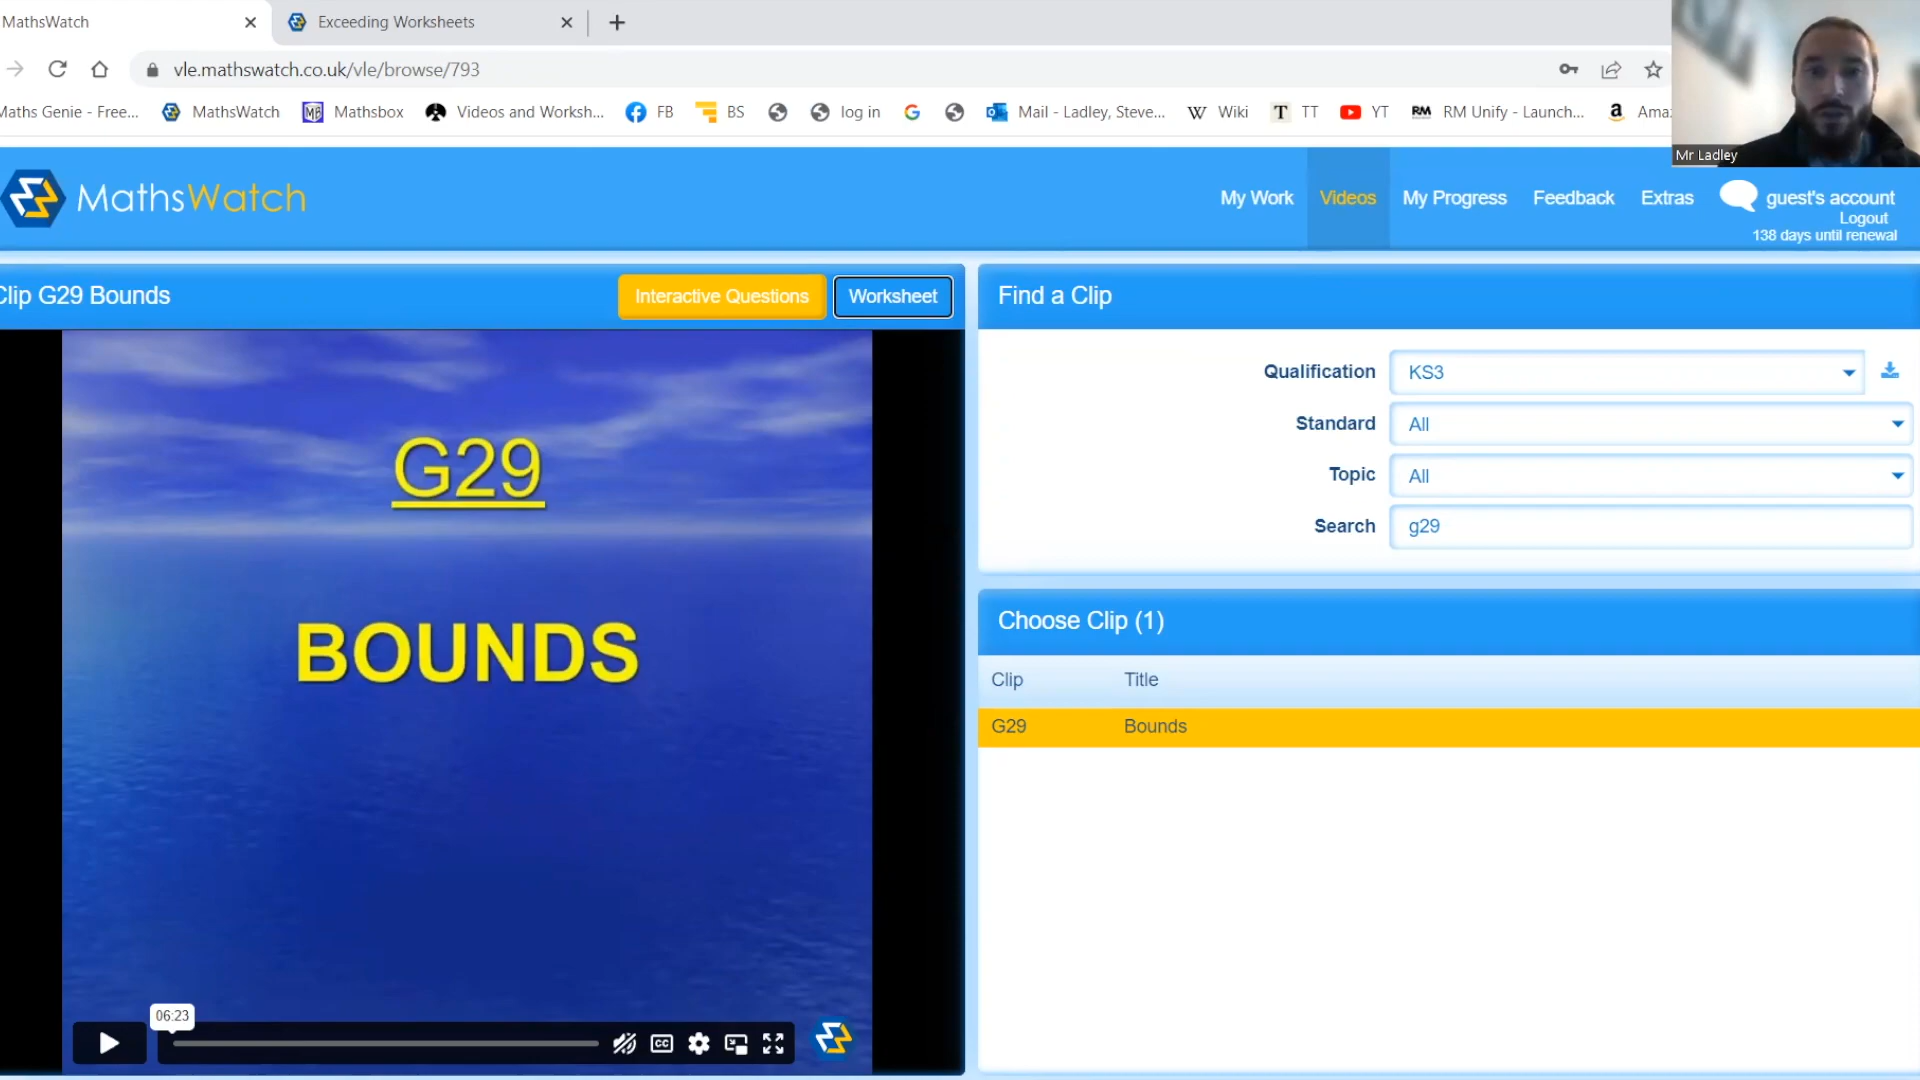 MathsWatch
Exceeding Worksheets
vle.mathswatch.co.uk/vle/browse/793
Maths Genie - Free...
MathsWatch
Mathsbox
Videos and Worksh...
FB
BS
log in
Mail - Ladley, Steve...
Wiki
TT
YT
RM Unify - Launch...
Ama
Mr Ladley
MathsWatch
My Work
Videos
My Progress
Feedback
Extras
guest's account
Logout
138 days until renewal
Clip G29 Bounds
Interactive Questions
Worksheet
G29
BOUNDS
06:23
CC
Find a Clip
Qualification
KS3
Standard
All
Topic
All
Search
g29
Choose Clip (1)
Clip
Title
G29
Bounds